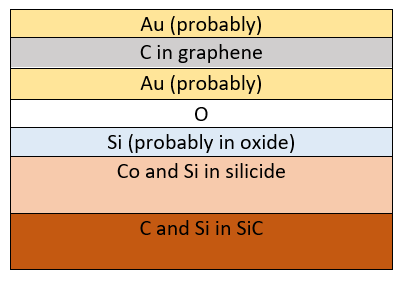 Au (probably)
C in graphene
Au (probably)
O
Si (probably in oxide)
Co and Si in silicide
C and Si in SiC